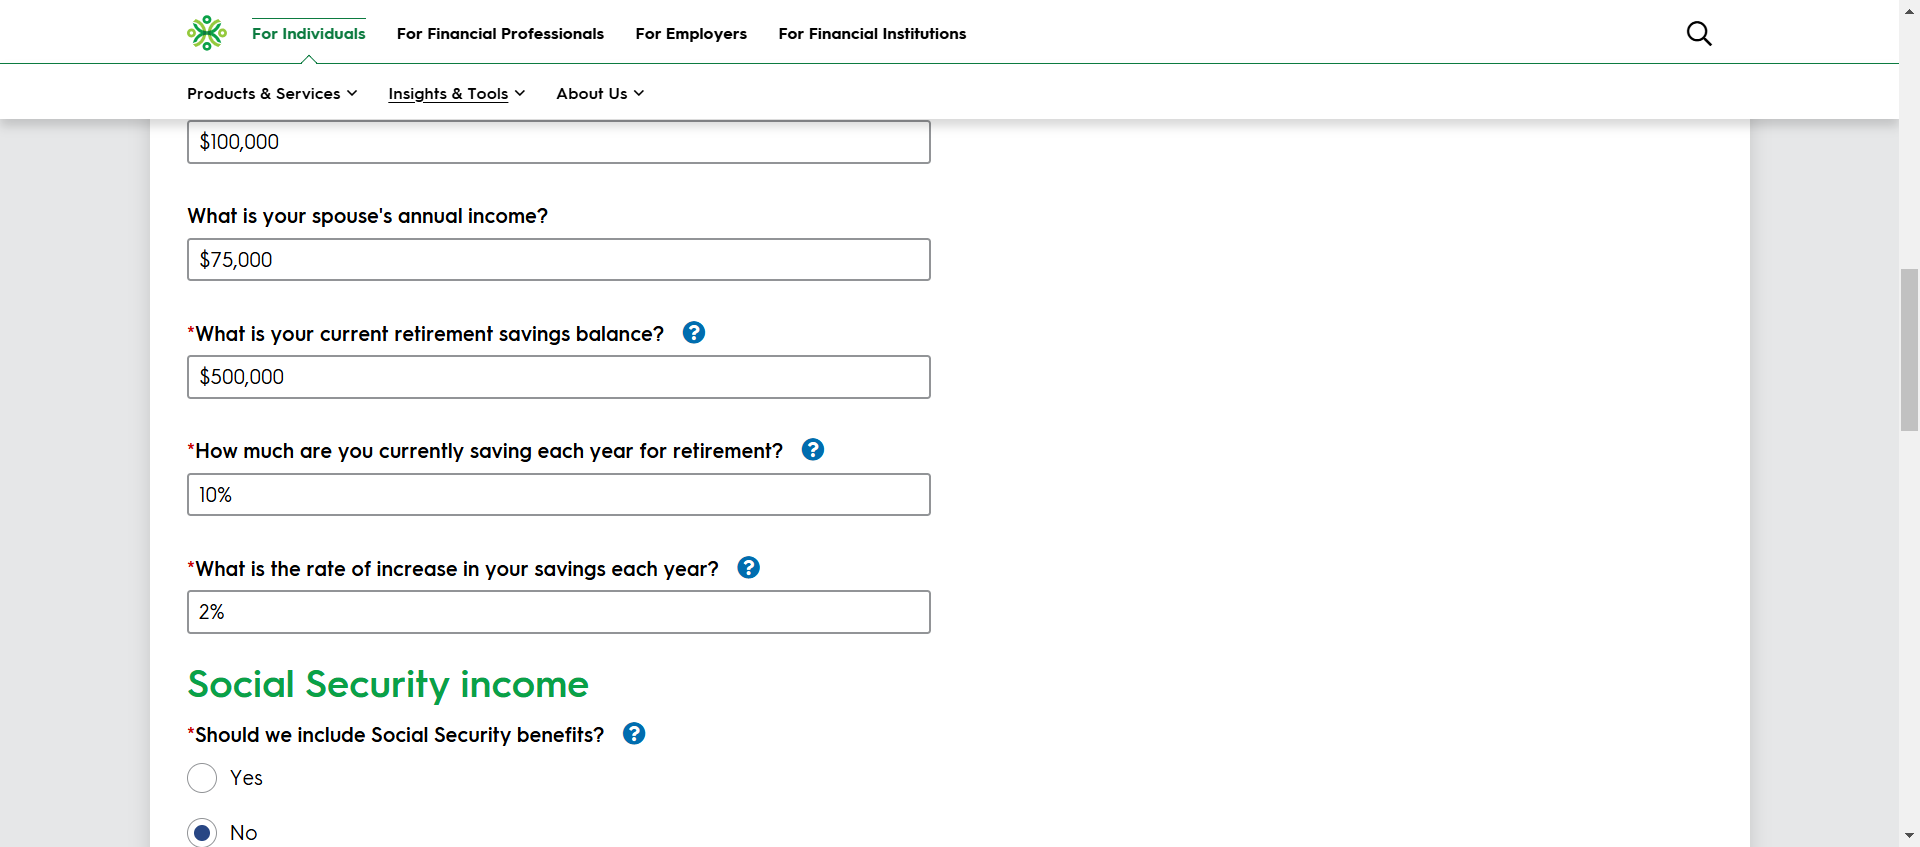 For Individuals For Financial Professionals For Employers For Financial Institutions
Products & Services Insights & Tools About Us
$100,000
What is your spouse's annual income?
$75,000
*What is your current retirement savings balance? ?
$500,000
*How much are you currently saving each year for retirement? ?
10%
*What is the rate of increase in your savings each year? ?
2%
Social Security income
*Should we include Social Security benefits? ?
Yes
No